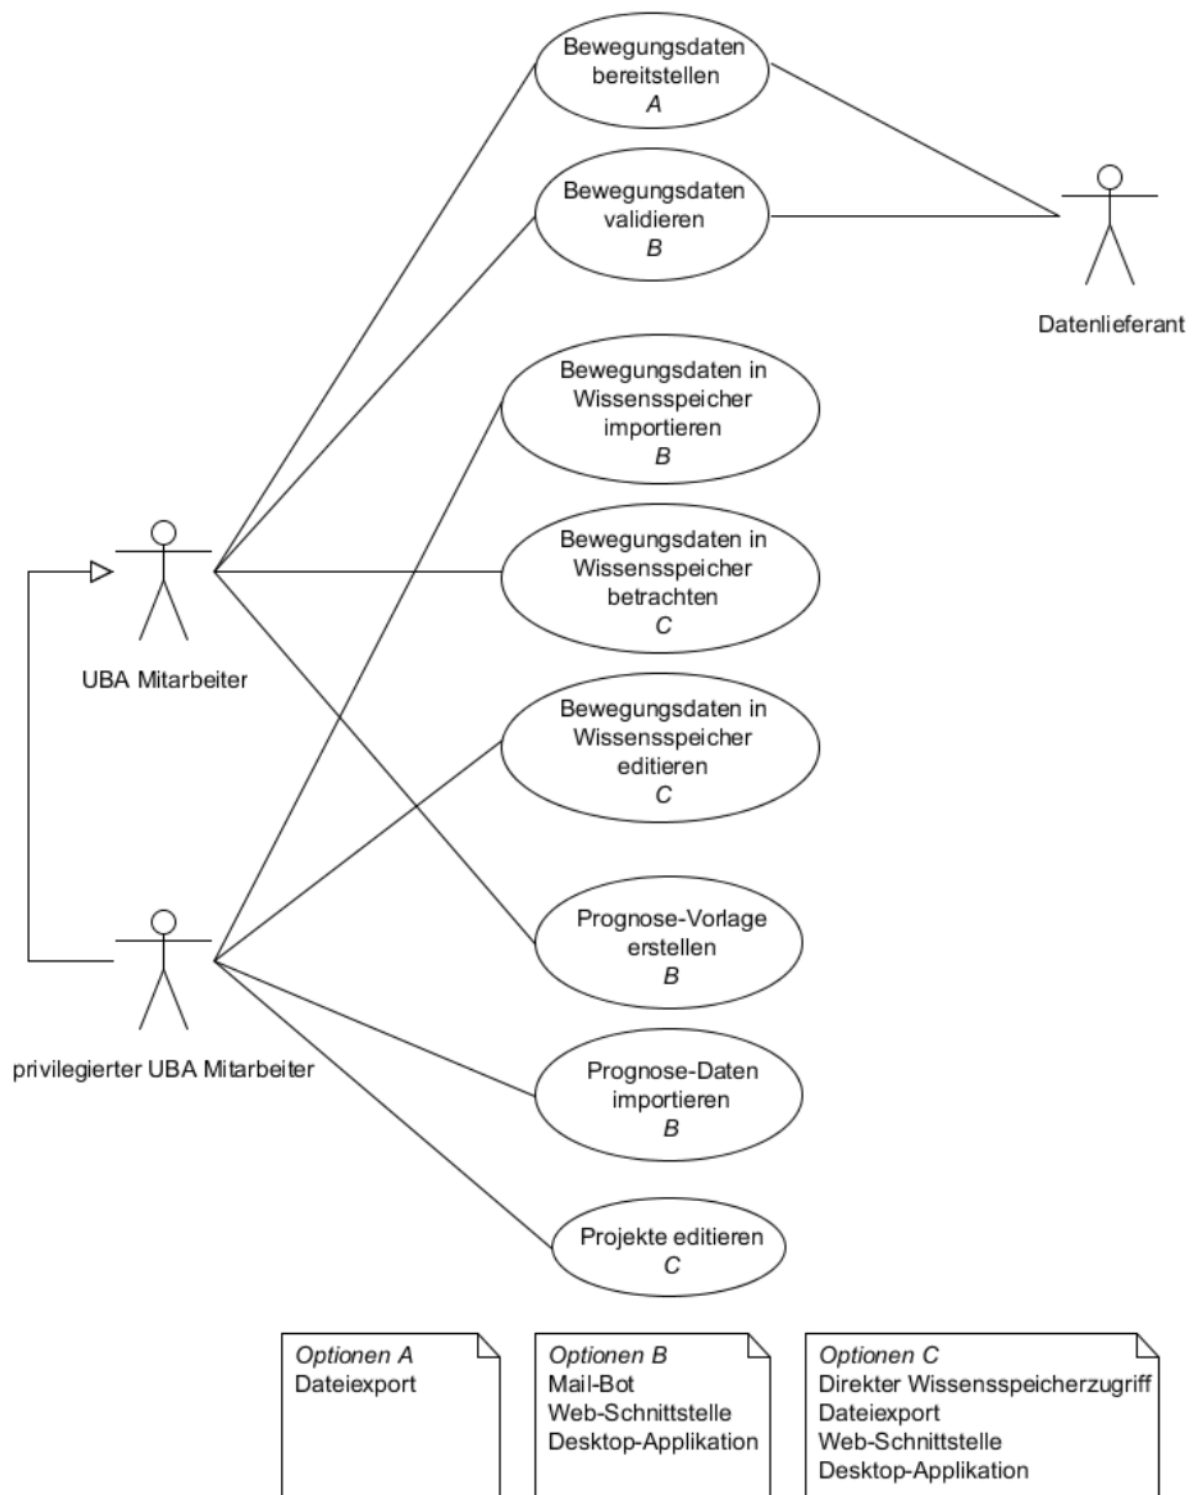 Bewegungsdaten
bereitstellen
A
Bewegungsdaten
validieren
B
Datenlieferant
Bewegungsdaten in
Wissensspeicher
importieren
B
Bewegungsdaten in
Wissensspeicher
betrachten
C
UBA Mitarbeiter
Bewegungsdaten in
Wissensspeicher
editieren
C
Prognose-Vorlage
erstellen
B
privilegierter UBA Mitarbeiter
Prognose-Daten
importieren
B
Projekte editieren
C
Optionen A
Dateiexport
Optionen B
Mail-Bot
Web-Schnittstelle
Desktop-Applikation
Optionen C
Direkter Wissensspeicherzugriff
Dateiexport
Web-Schnittstelle
Desktop-Applikation